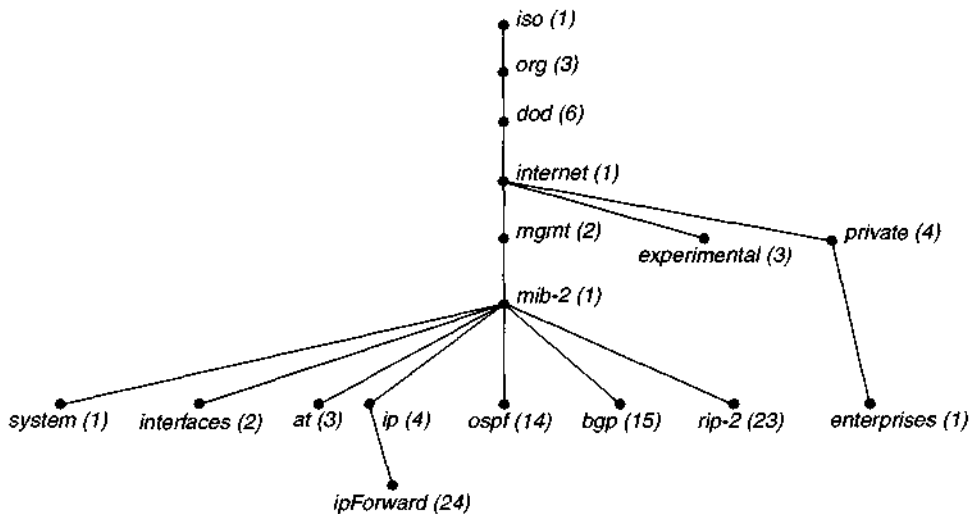 iso (1)
org (3)
dod (6)
internet (1)
mgmt (2)
experimental (3)
private (4)
mib-2 (1)
system (1)
interfaces (2)
at (3)
ip (4)
ospf (14)
bgp (15)
rip-2 (23)
enterprises (1)
ipForward (24)